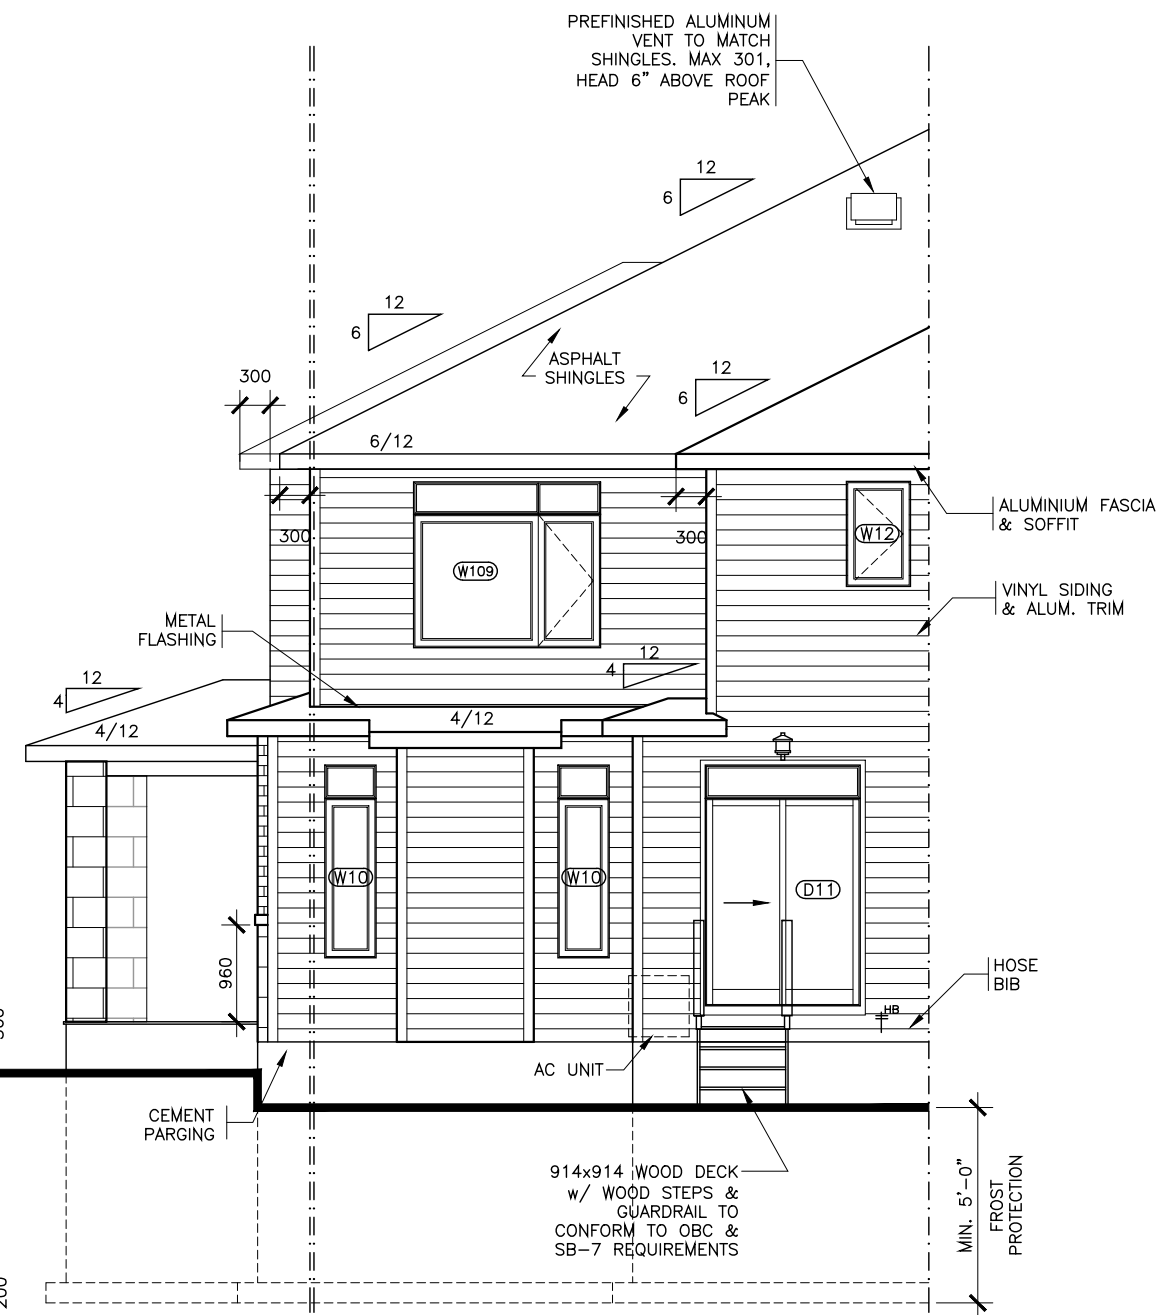 PREFINISHED ALUMINUM
VENT TO MATCH
SHINGLES. MAX 301,
HEAD 6" ABOVE ROOF
PEAK
12
6
12
6
ASPHALT
SHINGLES
12
6
300
6/12
300
300
W109
W12
ALUMINIUM FASCIA
& SOFFIT
VINYL SIDING
& ALUM. TRIM
METAL
FLASHING
12
4
12
4
4/12
4/12
W10
W10
D11
960
HOSE
BIB
HB
AC UNIT
CEMENT
PARGING
914x914 WOOD DECK
w/ WOOD STEPS &
GUARDRAIL TO
CONFORM TO OBC &
SB-7 REQUIREMENTS
MIN. 5'-0"
FROST
PROTECTION
200